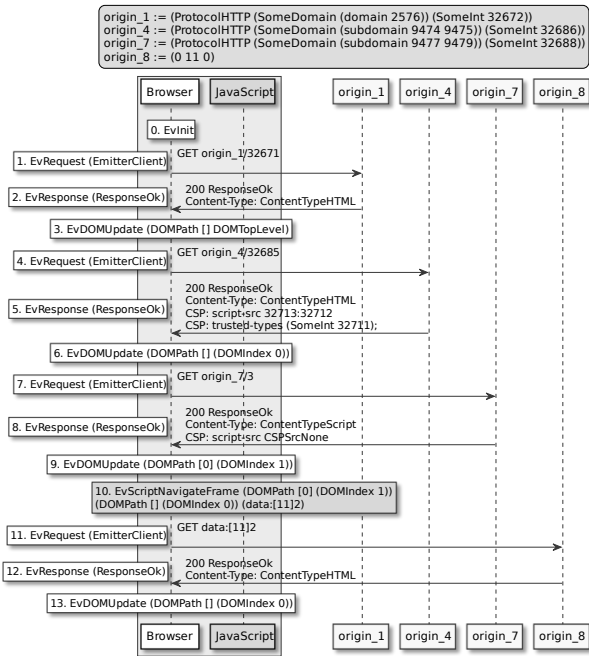 origin_1 := (ProtocolHTTP (SomeDomain (domain 2576)) (SomeInt 32672))
origin_4 := (ProtocolHTTP (SomeDomain (subdomain 9474 9475)) (SomeInt 32686))
origin_7 := (ProtocolHTTP (SomeDomain (subdomain 9477 9479)) (SomeInt 32688))
origin_8 := (0 11 0)
Browser JavaScript origin_1 origin_4 origin_7 origin_8
0. EvInit
1. EvRequest (EmitterClient) GET origin_1/32671
2. EvResponse (ResponseOk) 200 ResponseOk
Content-Type: ContentTypeHTML
3. EvDOMUpdate (DOMPath [] DOMTopLevel)
4. EvRequest (EmitterClient) GET origin_4/32685
5. EvResponse (ResponseOk) 200 ResponseOk
Content-Type: ContentTypeHTML
CSP: script-src 32713:32712
CSP: trusted-types (SomeInt 32711);
6. EvDOMUpdate (DOMPath [] (DOMIndex 0))
7. EvRequest (EmitterClient) GET origin_7/3
8. EvResponse (ResponseOk) 200 ResponseOk
Content-Type: ContentTypeScript
CSP: script-src CSPSrcNone
9. EvDOMUpdate (DOMPath [0] (DOMIndex 1))
10. EvScriptNavigateFrame (DOMPath [0] (DOMIndex 1))
(DOMPath [] (DOMIndex 0)) (data:[11]2)
11. EvRequest (EmitterClient) GET data:[11]2
12. EvResponse (ResponseOk) 200 ResponseOk
Content-Type: ContentTypeHTML
13. EvDOMUpdate (DOMPath [] (DOMIndex 0))
Browser JavaScript origin_1 origin_4 origin_7 origin_8